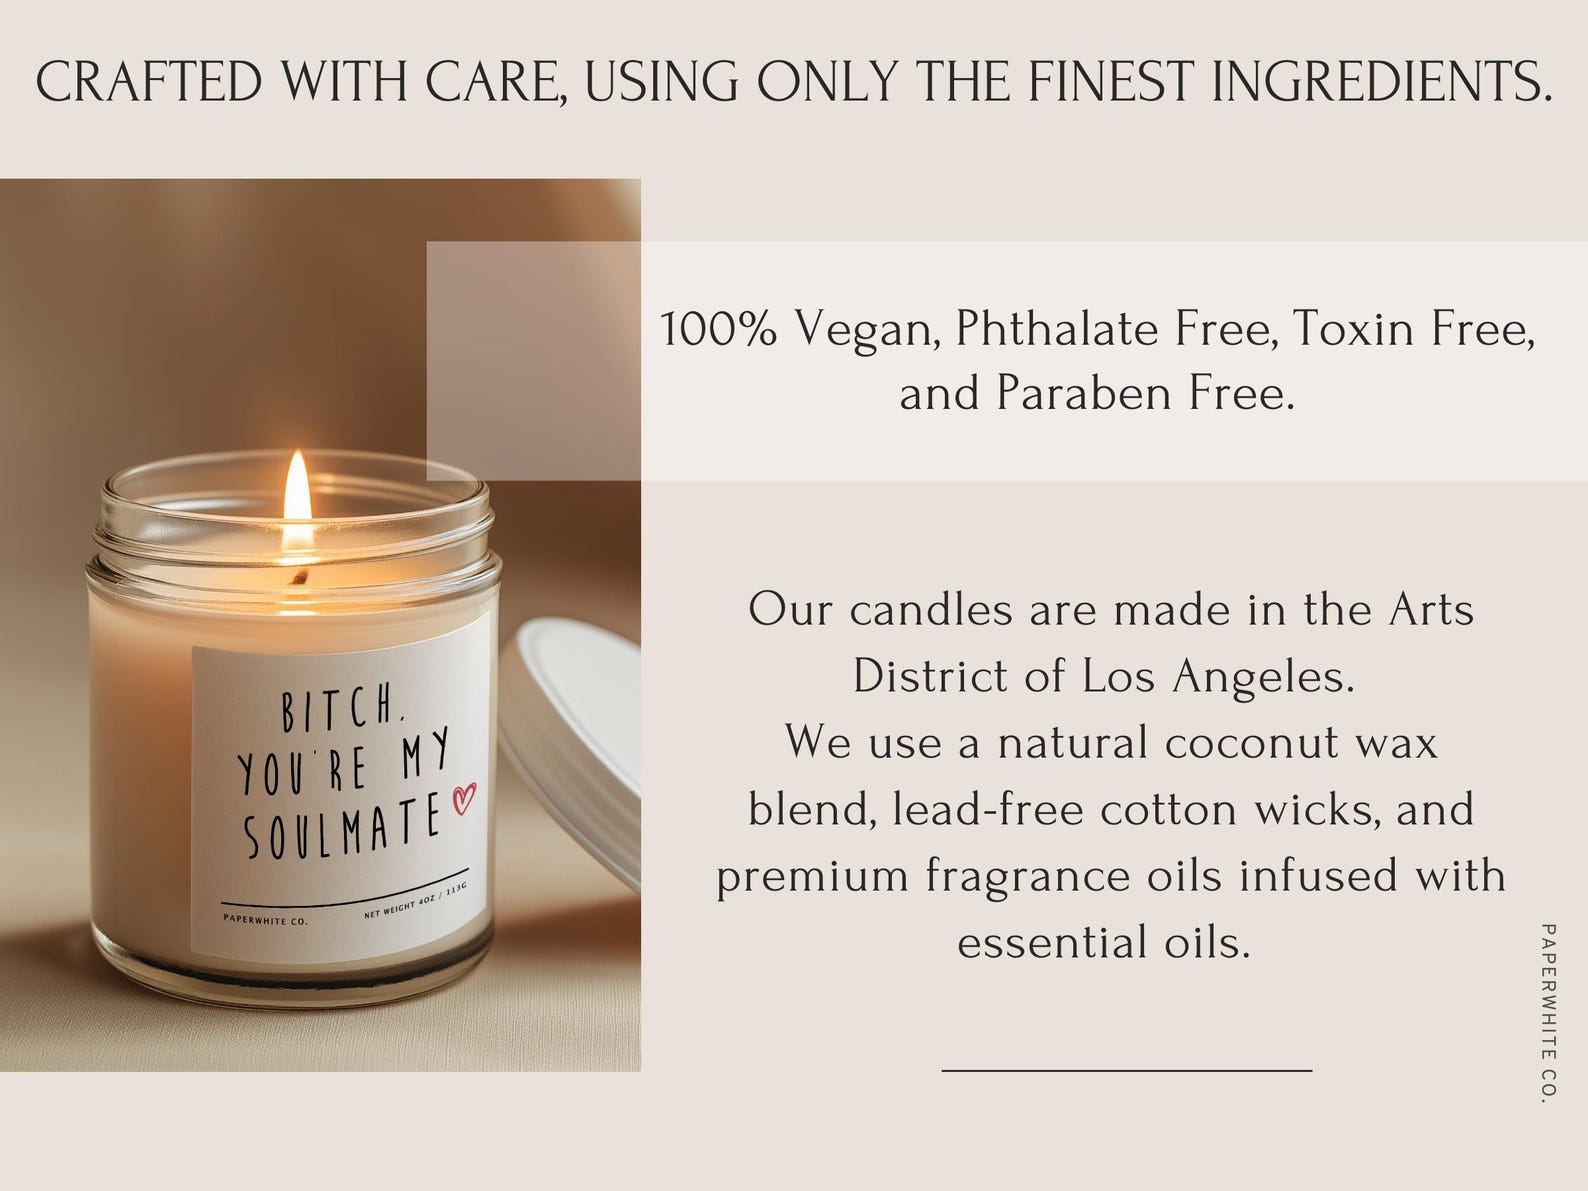 CRAFTED WITH CARE, USING ONLY THE FINEST INGREDIENTS.
100% Vegan, Phthalate Free, Toxin Free,
and Paraben Free.
BITCH.
YOU'RE MY
SOULMATE
PAPERWHITE CO.
NET WEIGHT 4OZ / 113G
Our candles are made in the Arts
District of Los Angeles.
We use a natural coconut wax
blend, lead-free cotton wicks, and
premium fragrance oils infused with
essential oils.
PAPERWHITE CO.